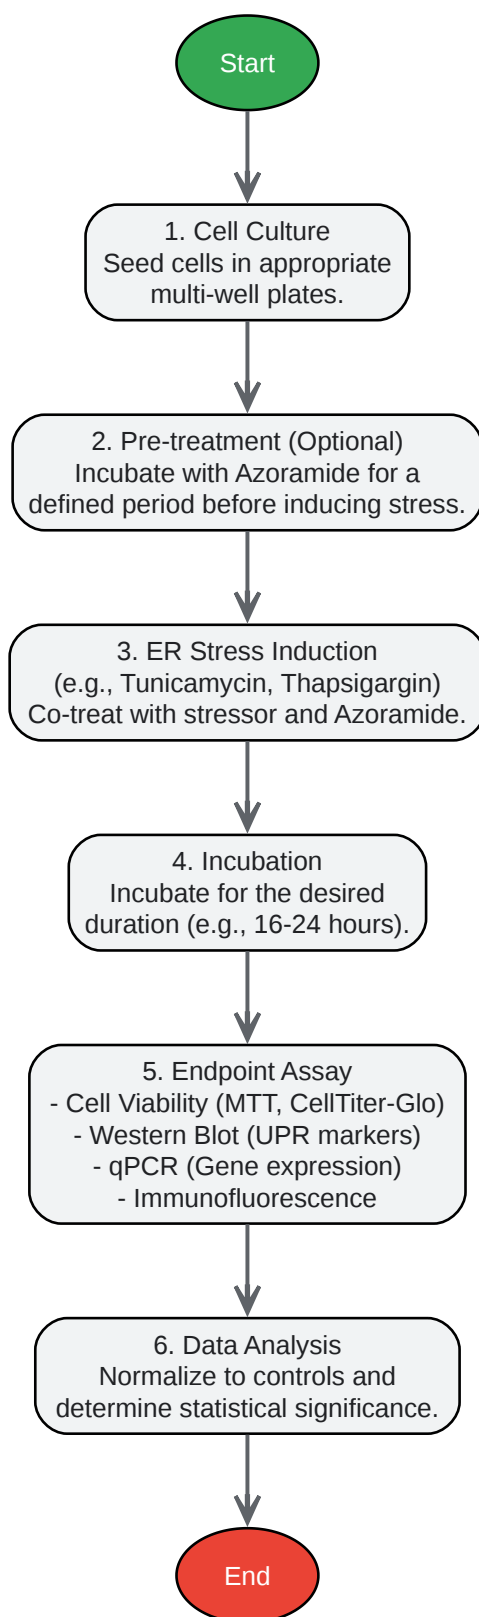 Start
1. Cell Culture
Seed cells in appropriate
multi-well plates.
2. Pre-treatment (Optional)
Incubate with Azoramide for a
defined period before inducing stress.
3. ER Stress Induction
(e.g., Tunicamycin, Thapsigargin)
Co-treat with stressor and Azoramide.
4. Incubation
Incubate for the desired
duration (e.g., 16-24 hours).
5. Endpoint Assay
- Cell Viability (MTT, CellTiter-Glo)
- Western Blot (UPR markers)
- qPCR (Gene expression)
- Immunofluorescence
6. Data Analysis
Normalize to controls and
determine statistical significance.
End